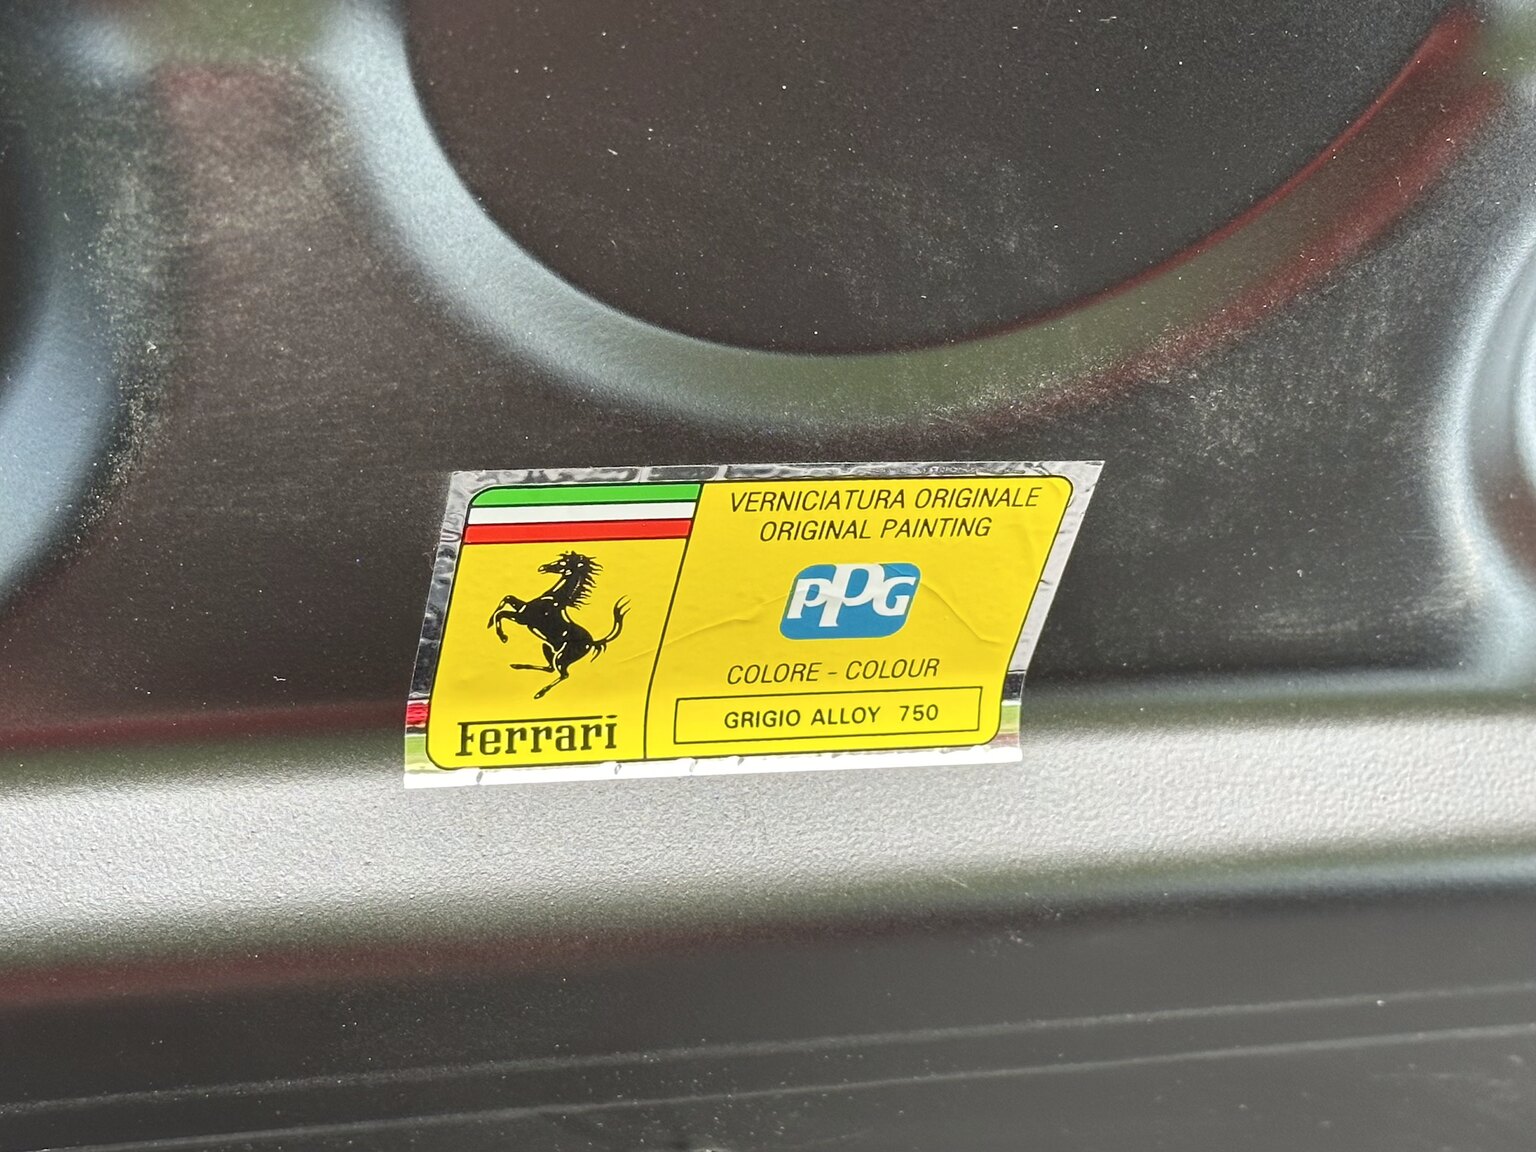 VERNICIATURA ORIGINALE
ORIGINAL PAINTING
PPG
COLORE - COLOUR
GRIGIO ALLOY 750
Ferrari